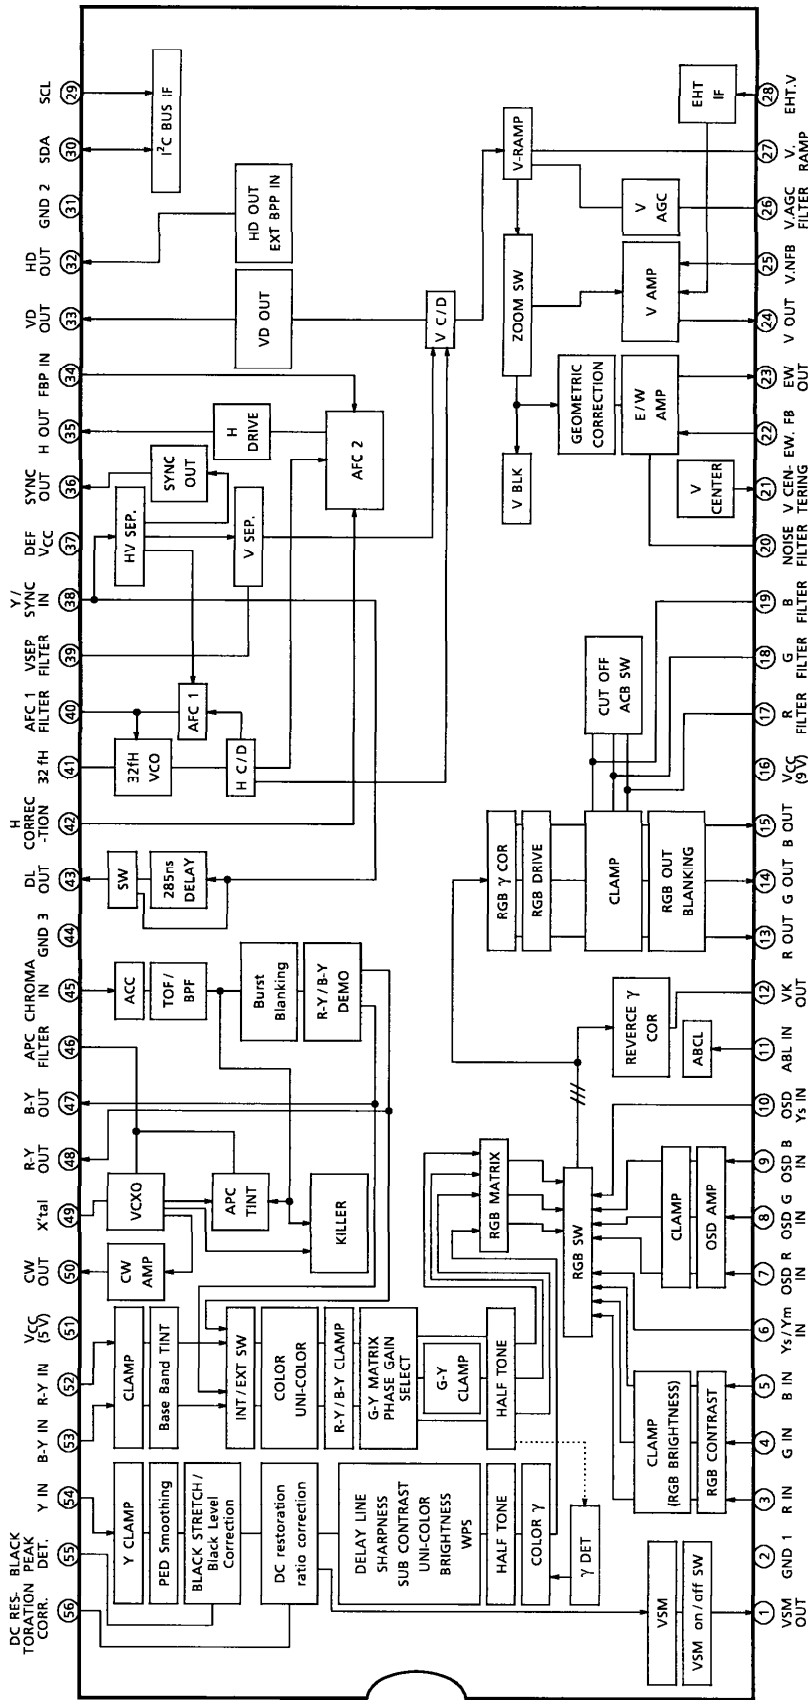 DC RES-
TORATION
CORR.
56
BLACK
PEAK
DET.
55
Y IN
54
B-Y IN
53
R-Y IN
52
VCC
(5 V)
51
CW
OUT
50
X'tal
49
R-Y
OUT
48
B-Y
OUT
47
APC
FILTER
46
CHROMA
IN
45
GND 3
44
DL
OUT
43
H
CORREC
-TION
42
32 fH
41
AFC 1
FILTER
40
VSEP
FILTER
39
Y /
SYNC
IN
38
DEF
VCC
37
SYNC
OUT
36
H OUT
35
FBP IN
34
VD
OUT
33
HD
OUT
32
GND 2
31
SDA
30
SCL
29
Y CLAMP
PED Smoothing
BLACK STRETCH /
Black Level
Correction
DC restoration
ratio correction
DELAY LINE
SHARPNESS
SUB CONTRAST
UNI-COLOR
BRIGHTNESS
WPS
HALF TONE
COLOR γ
γ DET
VSM
VSM on / off SW
CLAMP
Base Band TINT
INT / EXT SW
COLOR
UNI-COLOR
R-Y / B-Y CLAMP
G-Y MATRIX
PHASE GAIN
SELECT
G-Y
CLAMP
HALF TONE
CLAMP
(RGB BRIGHTNESS)
RGB CONTRAST
CW
AMP
VCXO
APC
TINT
KILLER
RGB MATRIX
RGB SW
CLAMP
OSD AMP
ACC
TOF /
BPF
Burst
Blanking
R-Y / B-Y
DEMO
REVERCE γ
COR
ABCL
SW
285ns
DELAY
RGB γ COR
RGB DRIVE
CLAMP
RGB OUT
BLANKING
CUT OFF
ACB SW
32fH
VCO
AFC 1
H C / D
HV SEP.
V SEP.
SYNC
OUT
H
DRIVE
AFC 2
VD OUT
HD OUT
EXT BPP IN
I2C BUS IF
V C / D
V-RAMP
ZOOM SW
V BLK
GEOMETRIC
CORRECTION
E / W
AMP
V
CENTER
V AMP
V
AGC
EHT
IF
1
VSM
OUT
2
GND 1
3
R IN
4
G IN
5
B IN
6
Ys / Ym
IN
7
OSD R
IN
8
OSD G
IN
9
OSD B
IN
10
OSD
Ys IN
11
ABL IN
12
VK
OUT
13
R OUT
14
G OUT
15
B OUT
16
VCC
(9 V)
17
R
FILTER
18
G
FILTER
19
B
FILTER
20
NOISE
FILTER
21
V CEN-
TERING
22
EW. FB
23
EW
OUT
24
V OUT
25
V.NFB
26
V.AGC
FILTER
27
V.
RAMP
28
EHT.V